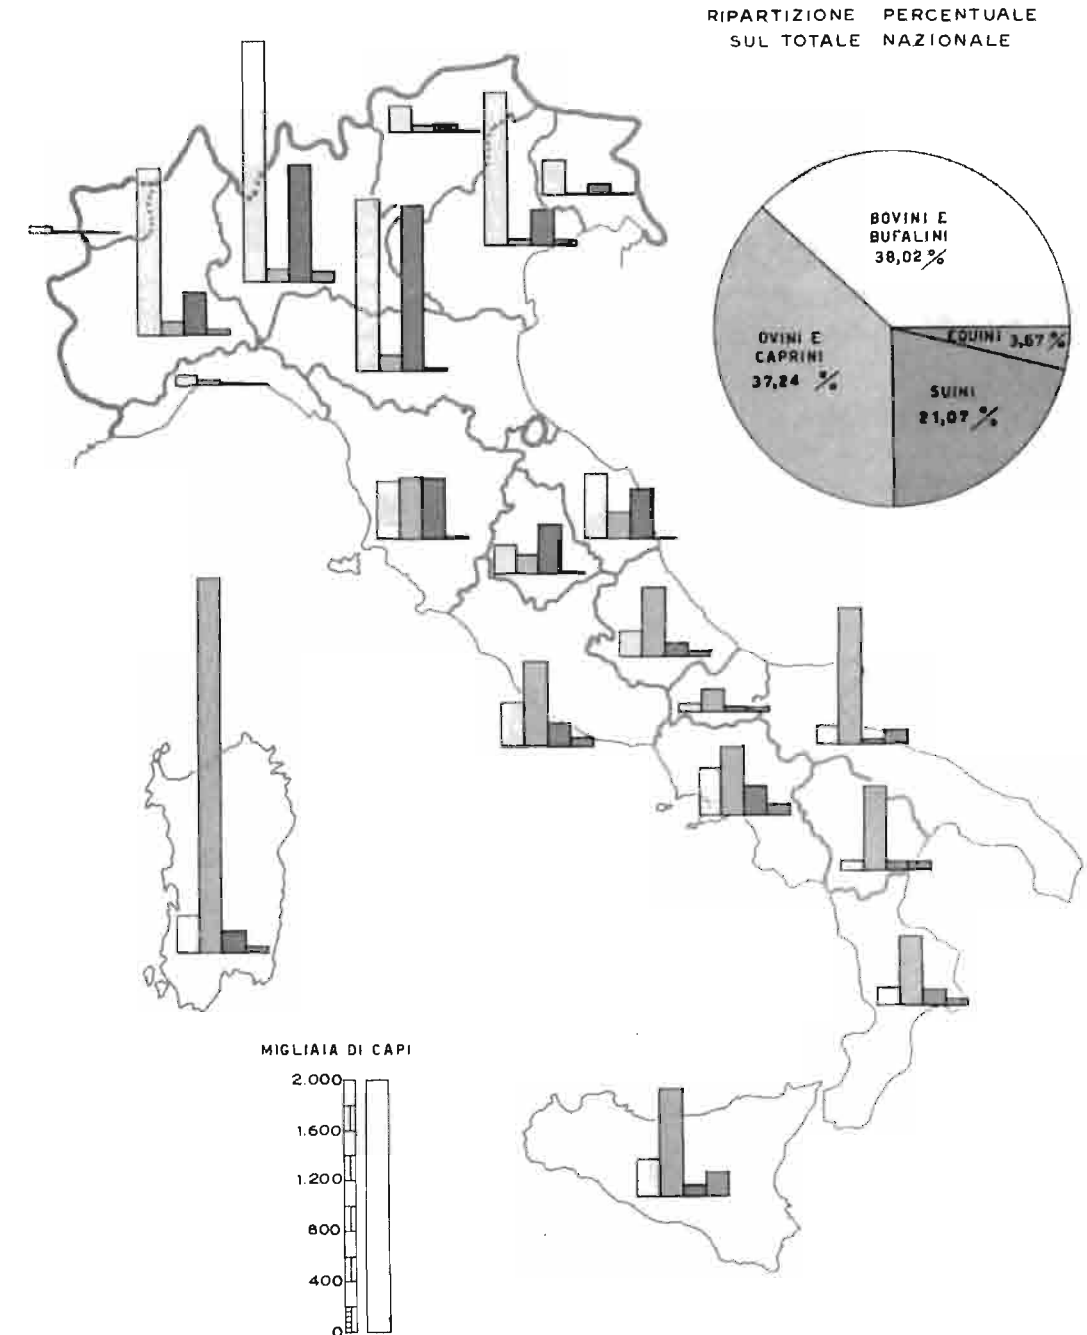 RIPARTIZIONE PERCENTUALE
SUL TOTALE NAZIONALE
BOVINI E
BUFALINI
38,02 %
EQUINI 3,67 %
OVINI E
CAPRINI
37,24 %
SUINI
21,07 %
MIGLIAIA DI CAPI
2.000
1.600
1.200
800
400
0